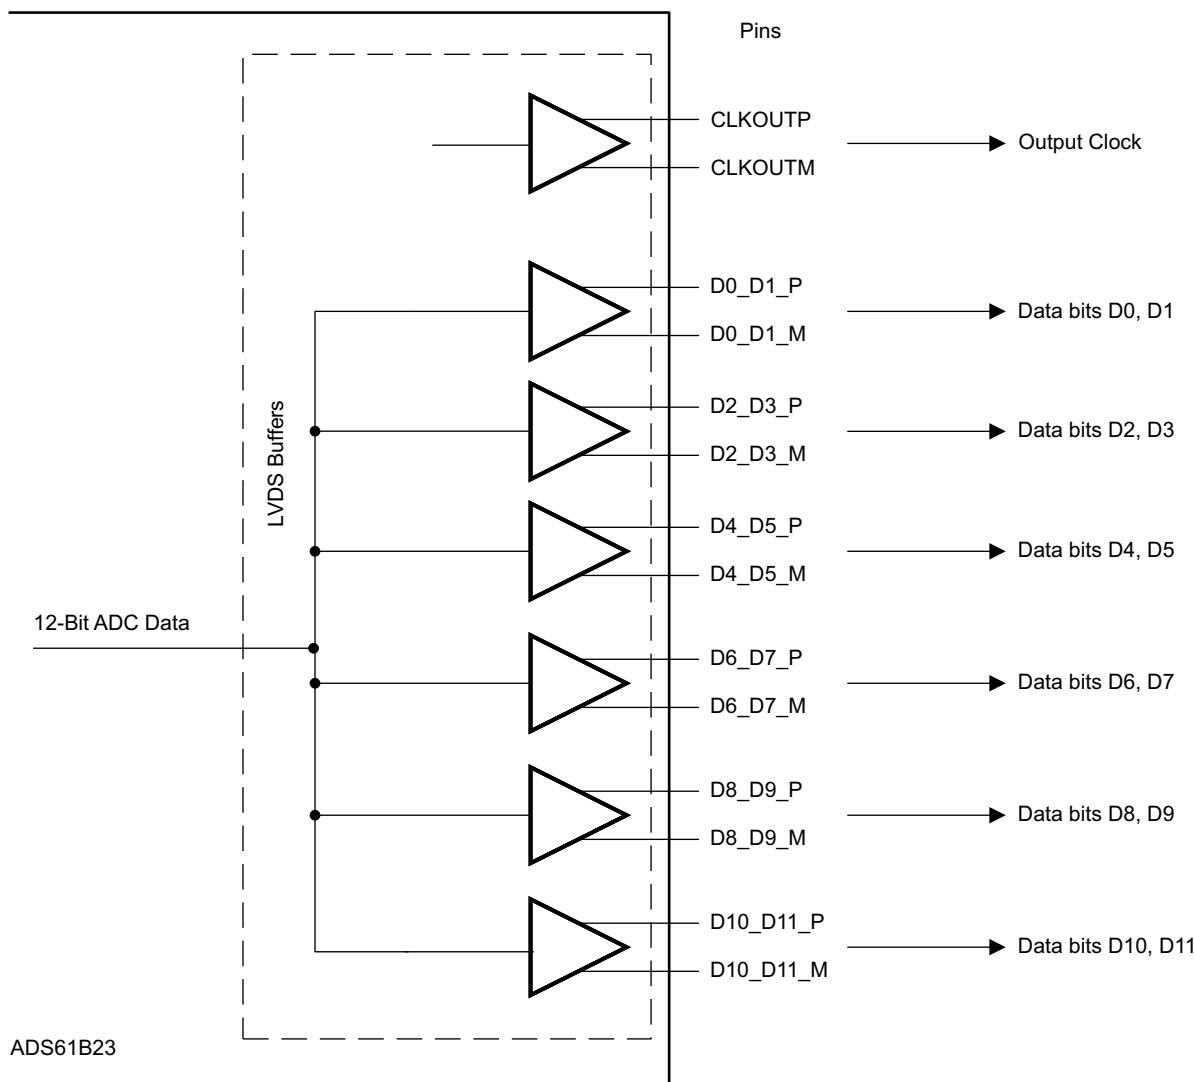 Pins
CLKOUTP
CLKOUTM
Output Clock
D0_D1_P
D0_D1_M
Data bits D0, D1
D2_D3_P
D2_D3_M
Data bits D2, D3
LVDS Buffers
D4_D5_P
D4_D5_M
Data bits D4, D5
12-Bit ADC Data
D6_D7_P
D6_D7_M
Data bits D6, D7
D8_D9_P
D8_D9_M
Data bits D8, D9
D10_D11_P
D10_D11_M
Data bits D10, D11
ADS61B23